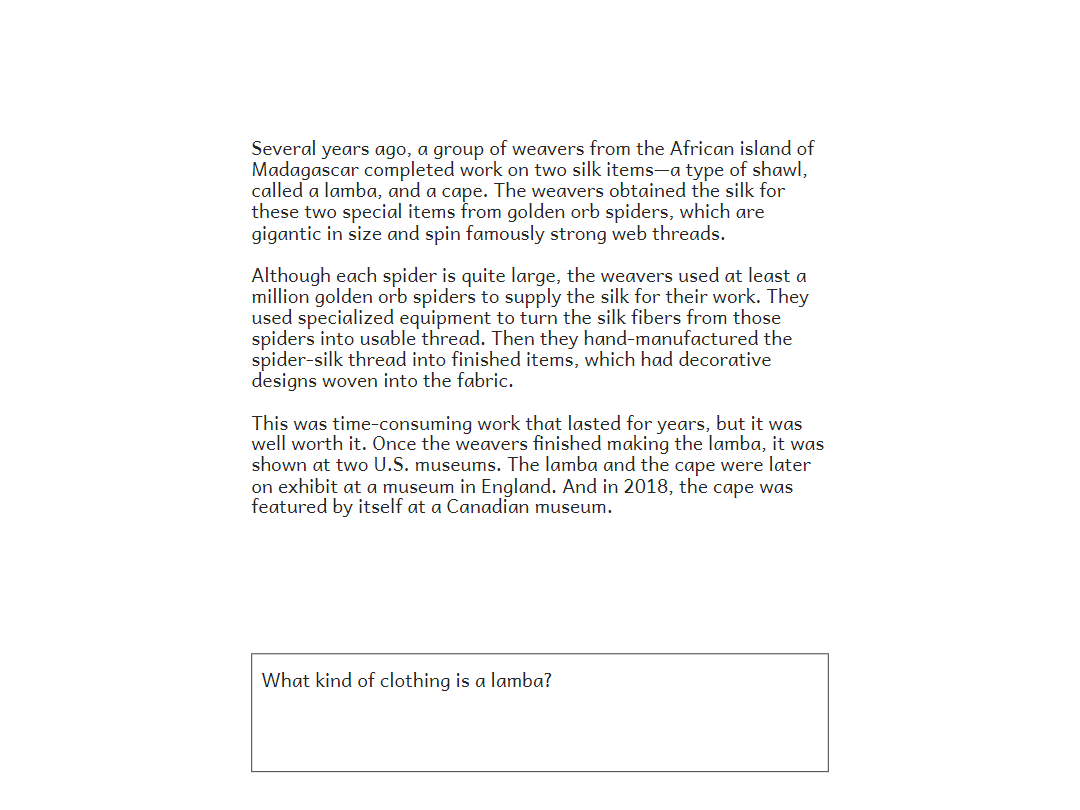 Several years ago, a group of weavers from the African island of
Madagascar completed work on two silk items—a type of shawl,
called a lamba, and a cape. The weavers obtained the silk for
these two special items from golden orb spiders, which are
gigantic in size and spin famously strong web threads.
Although each spider is quite large, the weavers used at least a
million golden orb spiders to supply the silk for their work. They
used specialized equipment to turn the silk fibers from those
spiders into usable thread. Then they hand-manufactured the
spider-silk thread into finished items, which had decorative
designs woven into the fabric.
This was time-consuming work that lasted for years, but it was
well worth it. Once the weavers finished making the lamba, it was
shown at two U.S. museums. The lamba and the cape were later
on exhibit at a museum in England. And in 2018, the cape was
featured by itself at a Canadian museum.
What kind of clothing is a lamba?